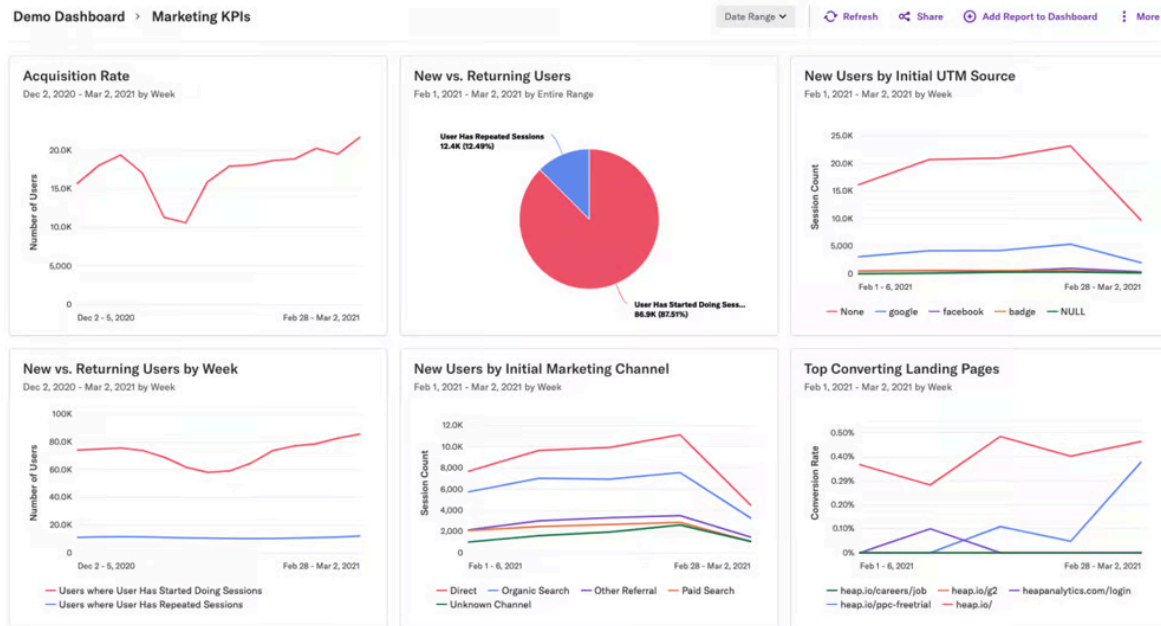 Demo Dashboard > Marketing KPIs
Date Range
Refresh
Share
Add Report to Dashboard
More
Acquisition Rate
Dec 2, 2020 - Mar 2, 2021 by Week
Number of Users
20.0K
15.0K
10.0K
5,000
0
Dec 2 - 5, 2020
Feb 28 - Mar 2, 2021
New vs. Returning Users
Feb 1, 2021 - Mar 2, 2021 by Entire Range
User Has Repeated Sessions
12.4K (12.49%)
User Has Started Doing Sess...
86.9K (87.51%)
New Users by Initial UTM Source
Feb 1, 2021 - Mar 2, 2021 by Week
Session Count
25.0K
20.0K
15.0K
10.0K
5,000
0
Feb 1 - 6, 2021
Feb 28 - Mar 2, 2021
None
google
facebook
badge
NULL
New vs. Returning Users by Week
Dec 2, 2020 - Mar 2, 2021 by Week
Number of Users
100K
80.0K
60.0K
40.0K
20.0K
0
Dec 2 - 5, 2020
Feb 28 - Mar 2, 2021
Users where User Has Started Doing Sessions
Users where User Has Repeated Sessions
New Users by Initial Marketing Channel
Feb 1, 2021 - Mar 2, 2021 by Week
Session Count
12.0K
10.0K
8,000
6,000
4,000
2,000
0
Feb 1 - 6, 2021
Feb 28 - Mar 2, 2021
Direct
Organic Search
Other Referral
Paid Search
Unknown Channel
Top Converting Landing Pages
Feb 1, 2021 - Mar 2, 2021 by Week
Conversion Rate
0.50%
0.40%
0.29%
0.20%
0.10%
0%
Feb 1 - 6, 2021
Feb 28 - Mar 2, 2021
heap.io/careers/job
heap.io/g2
heapanalytics.com/login
heap.io/ppc-freetrial
heap.io/